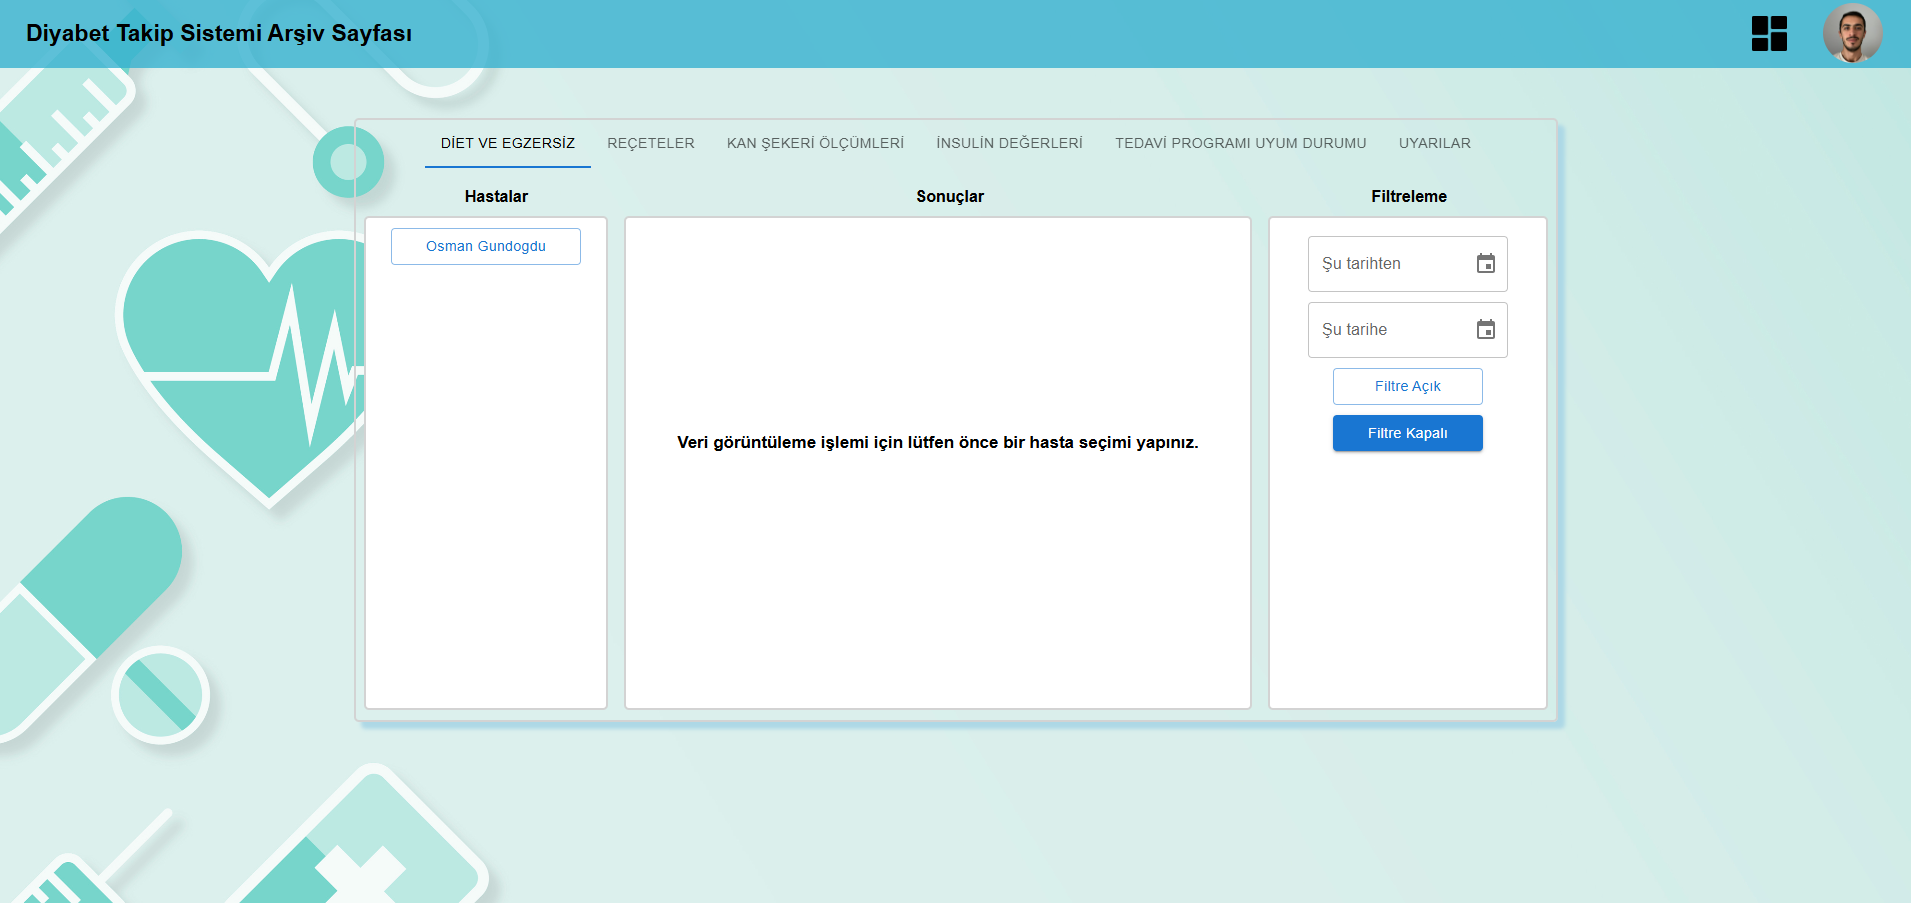 Diyabet Takip Sistemi Arşiv Sayfası
DİET VE EGZERSİZ
REÇETELER
KAN ŞEKERİ ÖLÇÜMLERİ
İNSULİN DEĞERLERİ
TEDAVİ PROGRAMI UYUM DURUMU
UYARILAR
Hastalar
Osman Gundogdu
Sonuçlar
Veri görüntüleme işlemi için lütfen önce bir hasta seçimi yapınız.
Filtreleme
Şu tarihten
Şu tarihe
Filtre Açık
Filtre Kapalı